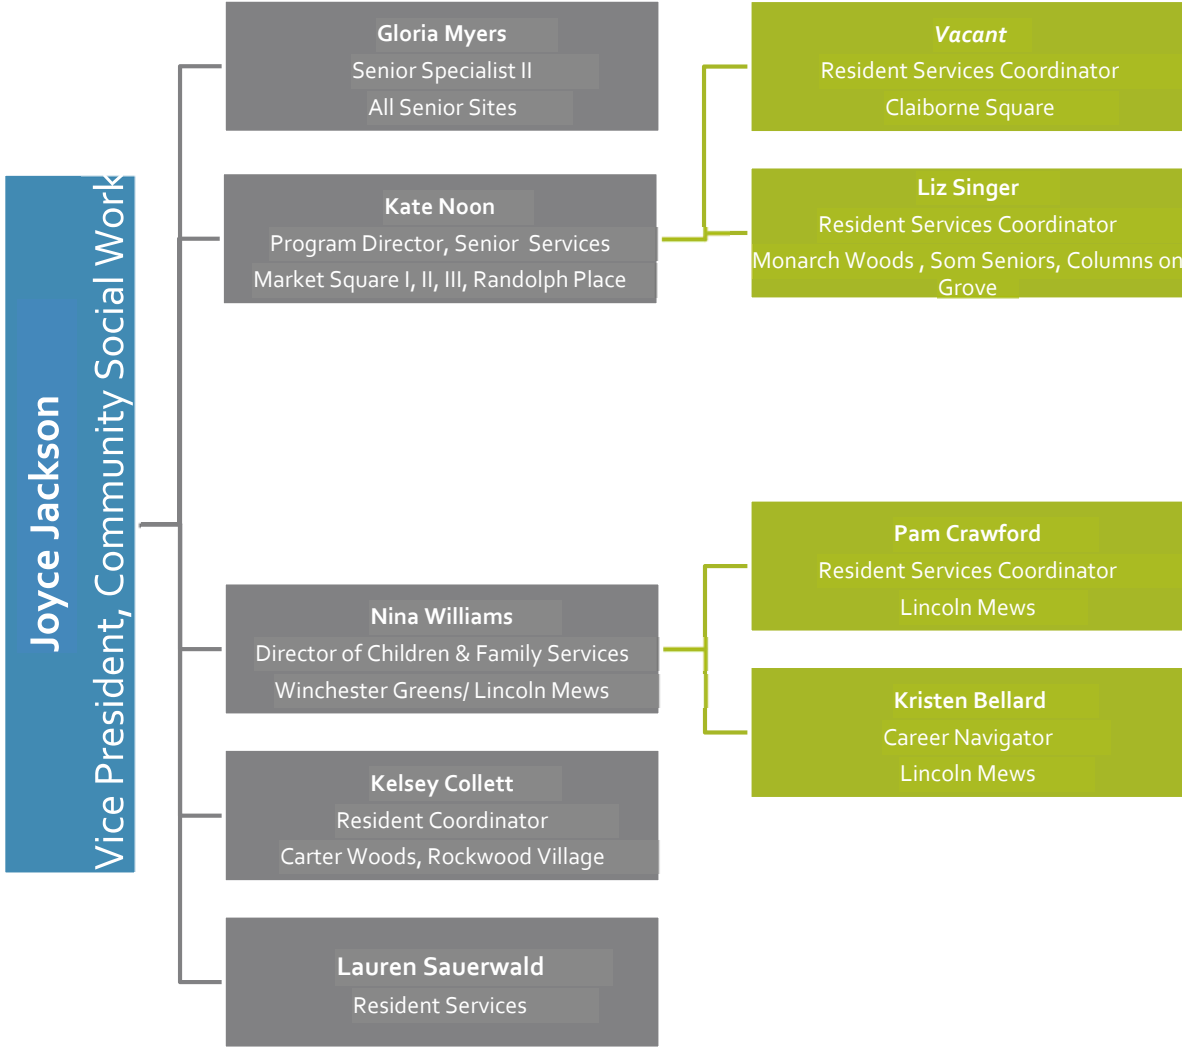 Joyce Jackson
Vice President, Community Social Work
Gloria Myers
Senior Specialist II
All Senior Sites
Kate Noon
Program Director, Senior Services
Market Square I, II, III, Randolph Place
Vacant
Resident Services Coordinator
Claiborne Square
Liz Singer
Resident Services Coordinator
Monarch Woods , Som Seniors, Columns on
Grove
Nina Williams
Director of Children & Family Services
Winchester Greens/ Lincoln Mews
Pam Crawford
Resident Services Coordinator
Lincoln Mews
Kristen Bellard
Career Navigator
Lincoln Mews
Kelsey Collett
Resident Coordinator
Carter Woods, Rockwood Village
Lauren Sauerwald
Resident Services